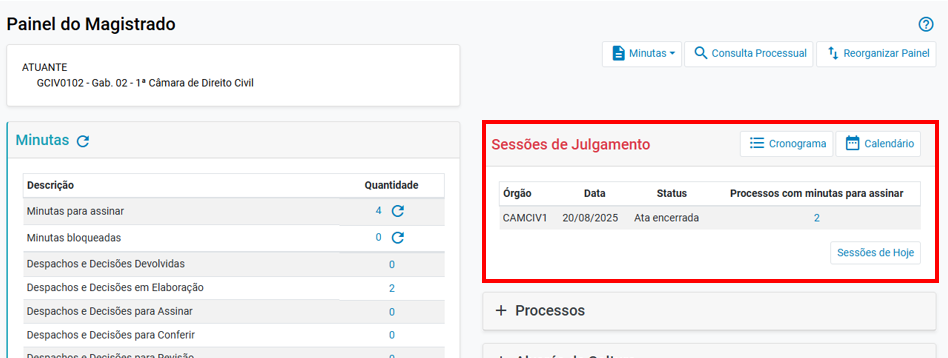 Painel do Magistrado
ATUANTE
GCIV0102 - Gab. 02 - 1ª Câmara de Direito Civil
Minutas Consulta Processual Reorganizar Painel
Minutas
Descrição Quantidade
Minutas para assinar 4
Minutas bloqueadas 0
Despachos e Decisões Devolvidas 0
Despachos e Decisões em Elaboração 2
Despachos e Decisões para Assinar 0
Despachos e Decisões para Conferir 0
Despachos e Decisões para Revisão 0
Sessões de Julgamento Cronograma Calendário
Órgão Data Status Processos com minutas para assinar
CAMCIV1 20/08/2025 Ata encerrada 2
Sessões de Hoje
+ Processos